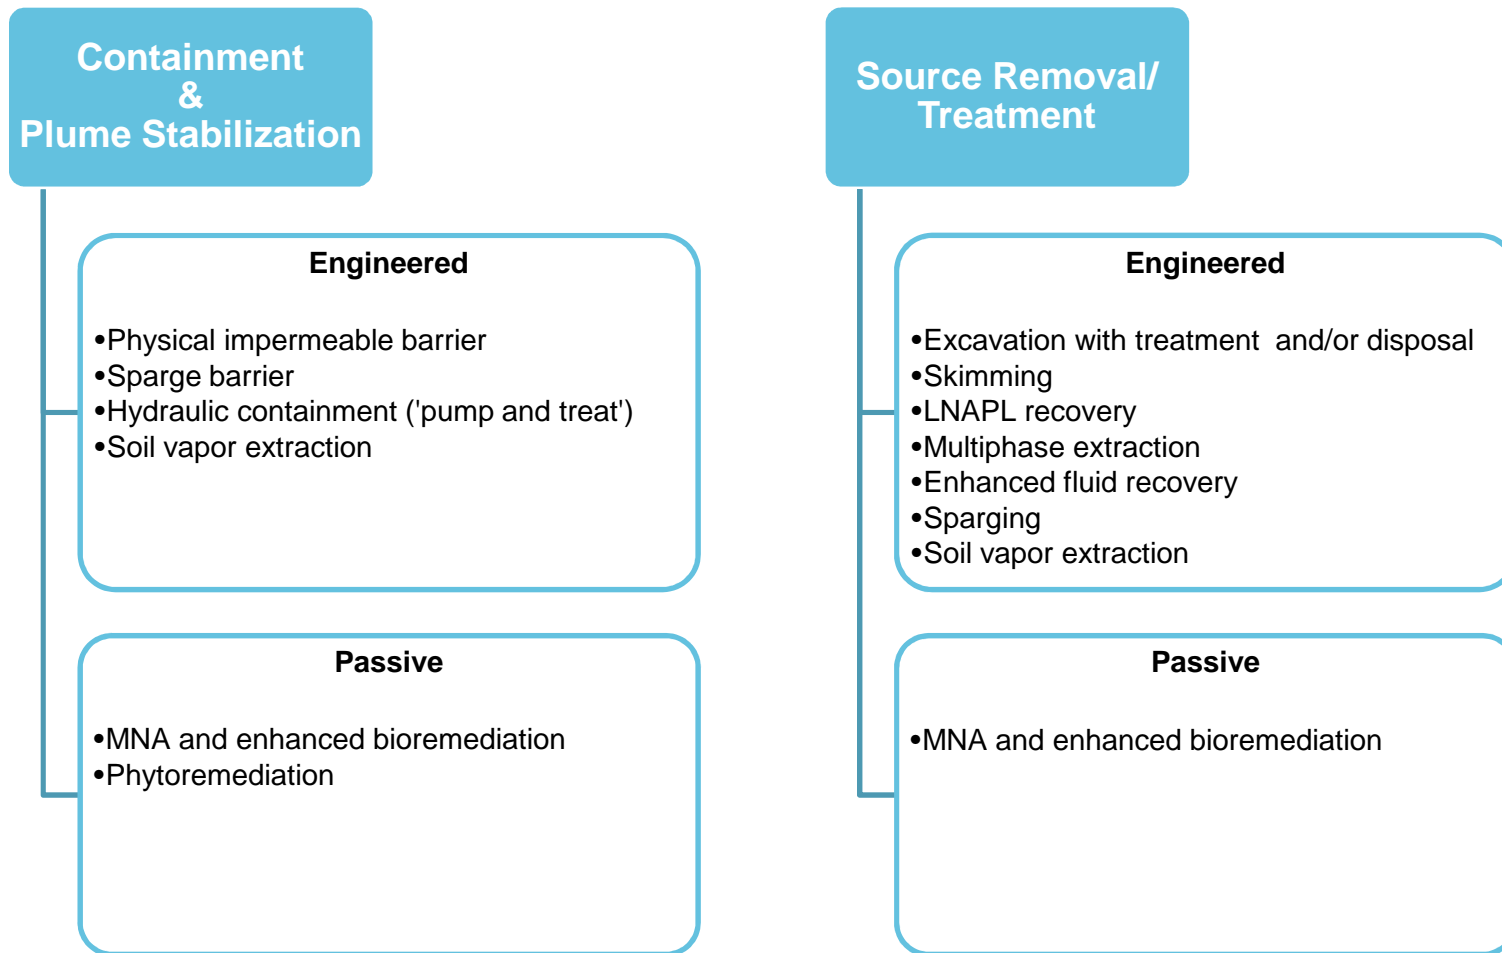 Containment
&
Plume Stabilization
Engineered
•Physical impermeable barrier
•Sparge barrier
•Hydraulic containment ('pump and treat')
•Soil vapor extraction
Passive
•MNA and enhanced bioremediation
•Phytoremediation
Source Removal/
Treatment
Engineered
•Excavation with treatment  and/or disposal
•Skimming
•LNAPL recovery
•Multiphase extraction
•Enhanced fluid recovery
•Sparging
•Soil vapor extraction
Passive
•MNA and enhanced bioremediation